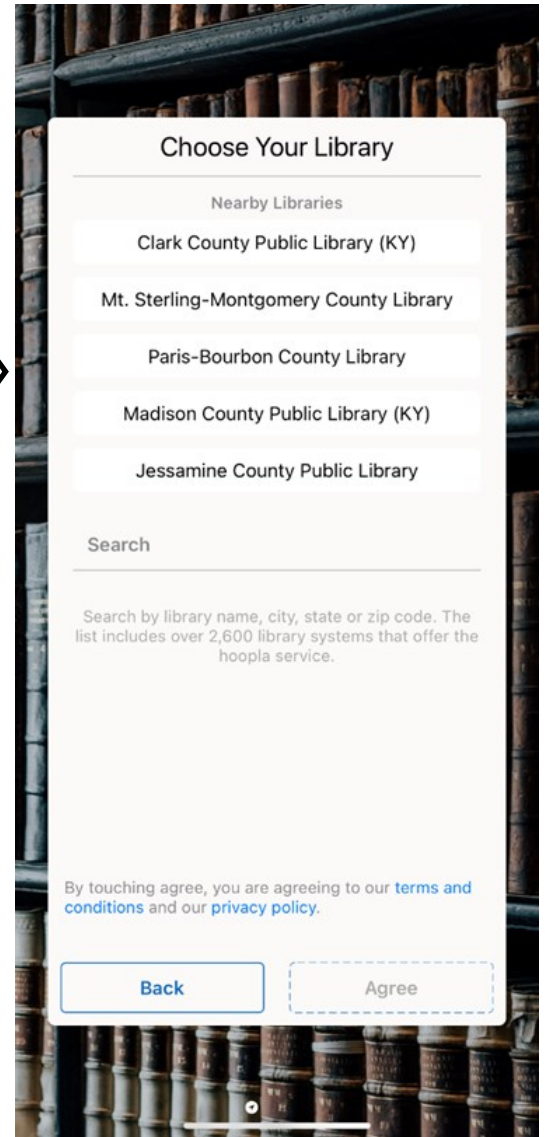 Choose Your Library
Nearby Libraries
Clark County Public Library (KY)
Mt. Sterling-Montgomery County Library
Paris-Bourbon County Library
Madison County Public Library (KY)
Jessamine County Public Library
Search
Search by library name, city, state or zip code. The
list includes over 2,600 library systems that offer the
hoopla service.
By touching agree, you are agreeing to our terms and
conditions and our privacy policy.
Back
Agree